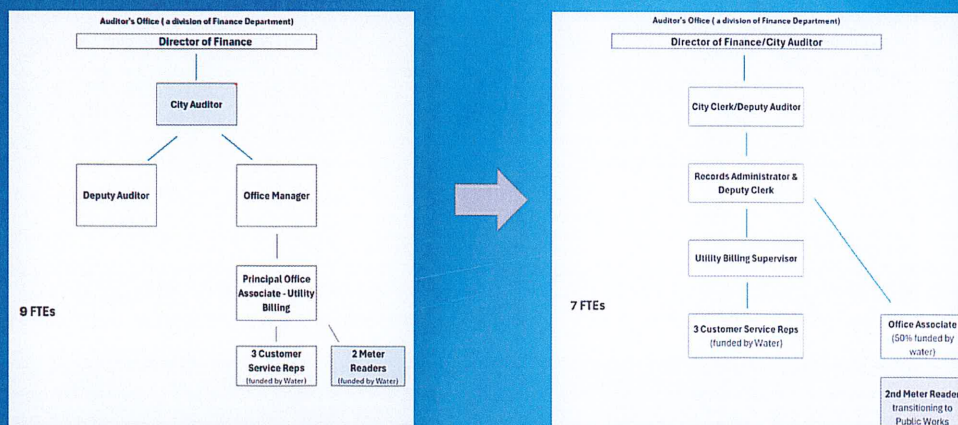 Auditor's Office ( a division of Finance Department)
Director of Finance
City Auditor
Deputy Auditor
Office Manager
Principal Office
Associate - Utility
Billing
9 FTEs
3 Customer
Service Reps
(funded by Water)
2 Meter
Readers
(funded by Water)
Auditor's Office ( a division of Finance Department)
Director of Finance/City Auditor
City Clerk/Deputy Auditor
Records Administrator &
Deputy Clerk
Utility Billing Supervisor
7 FTEs
3 Customer Service Reps
(funded by Water)
Office Associate
(50% funded by
water)
2nd Meter Reader
transitioning to
Public Works